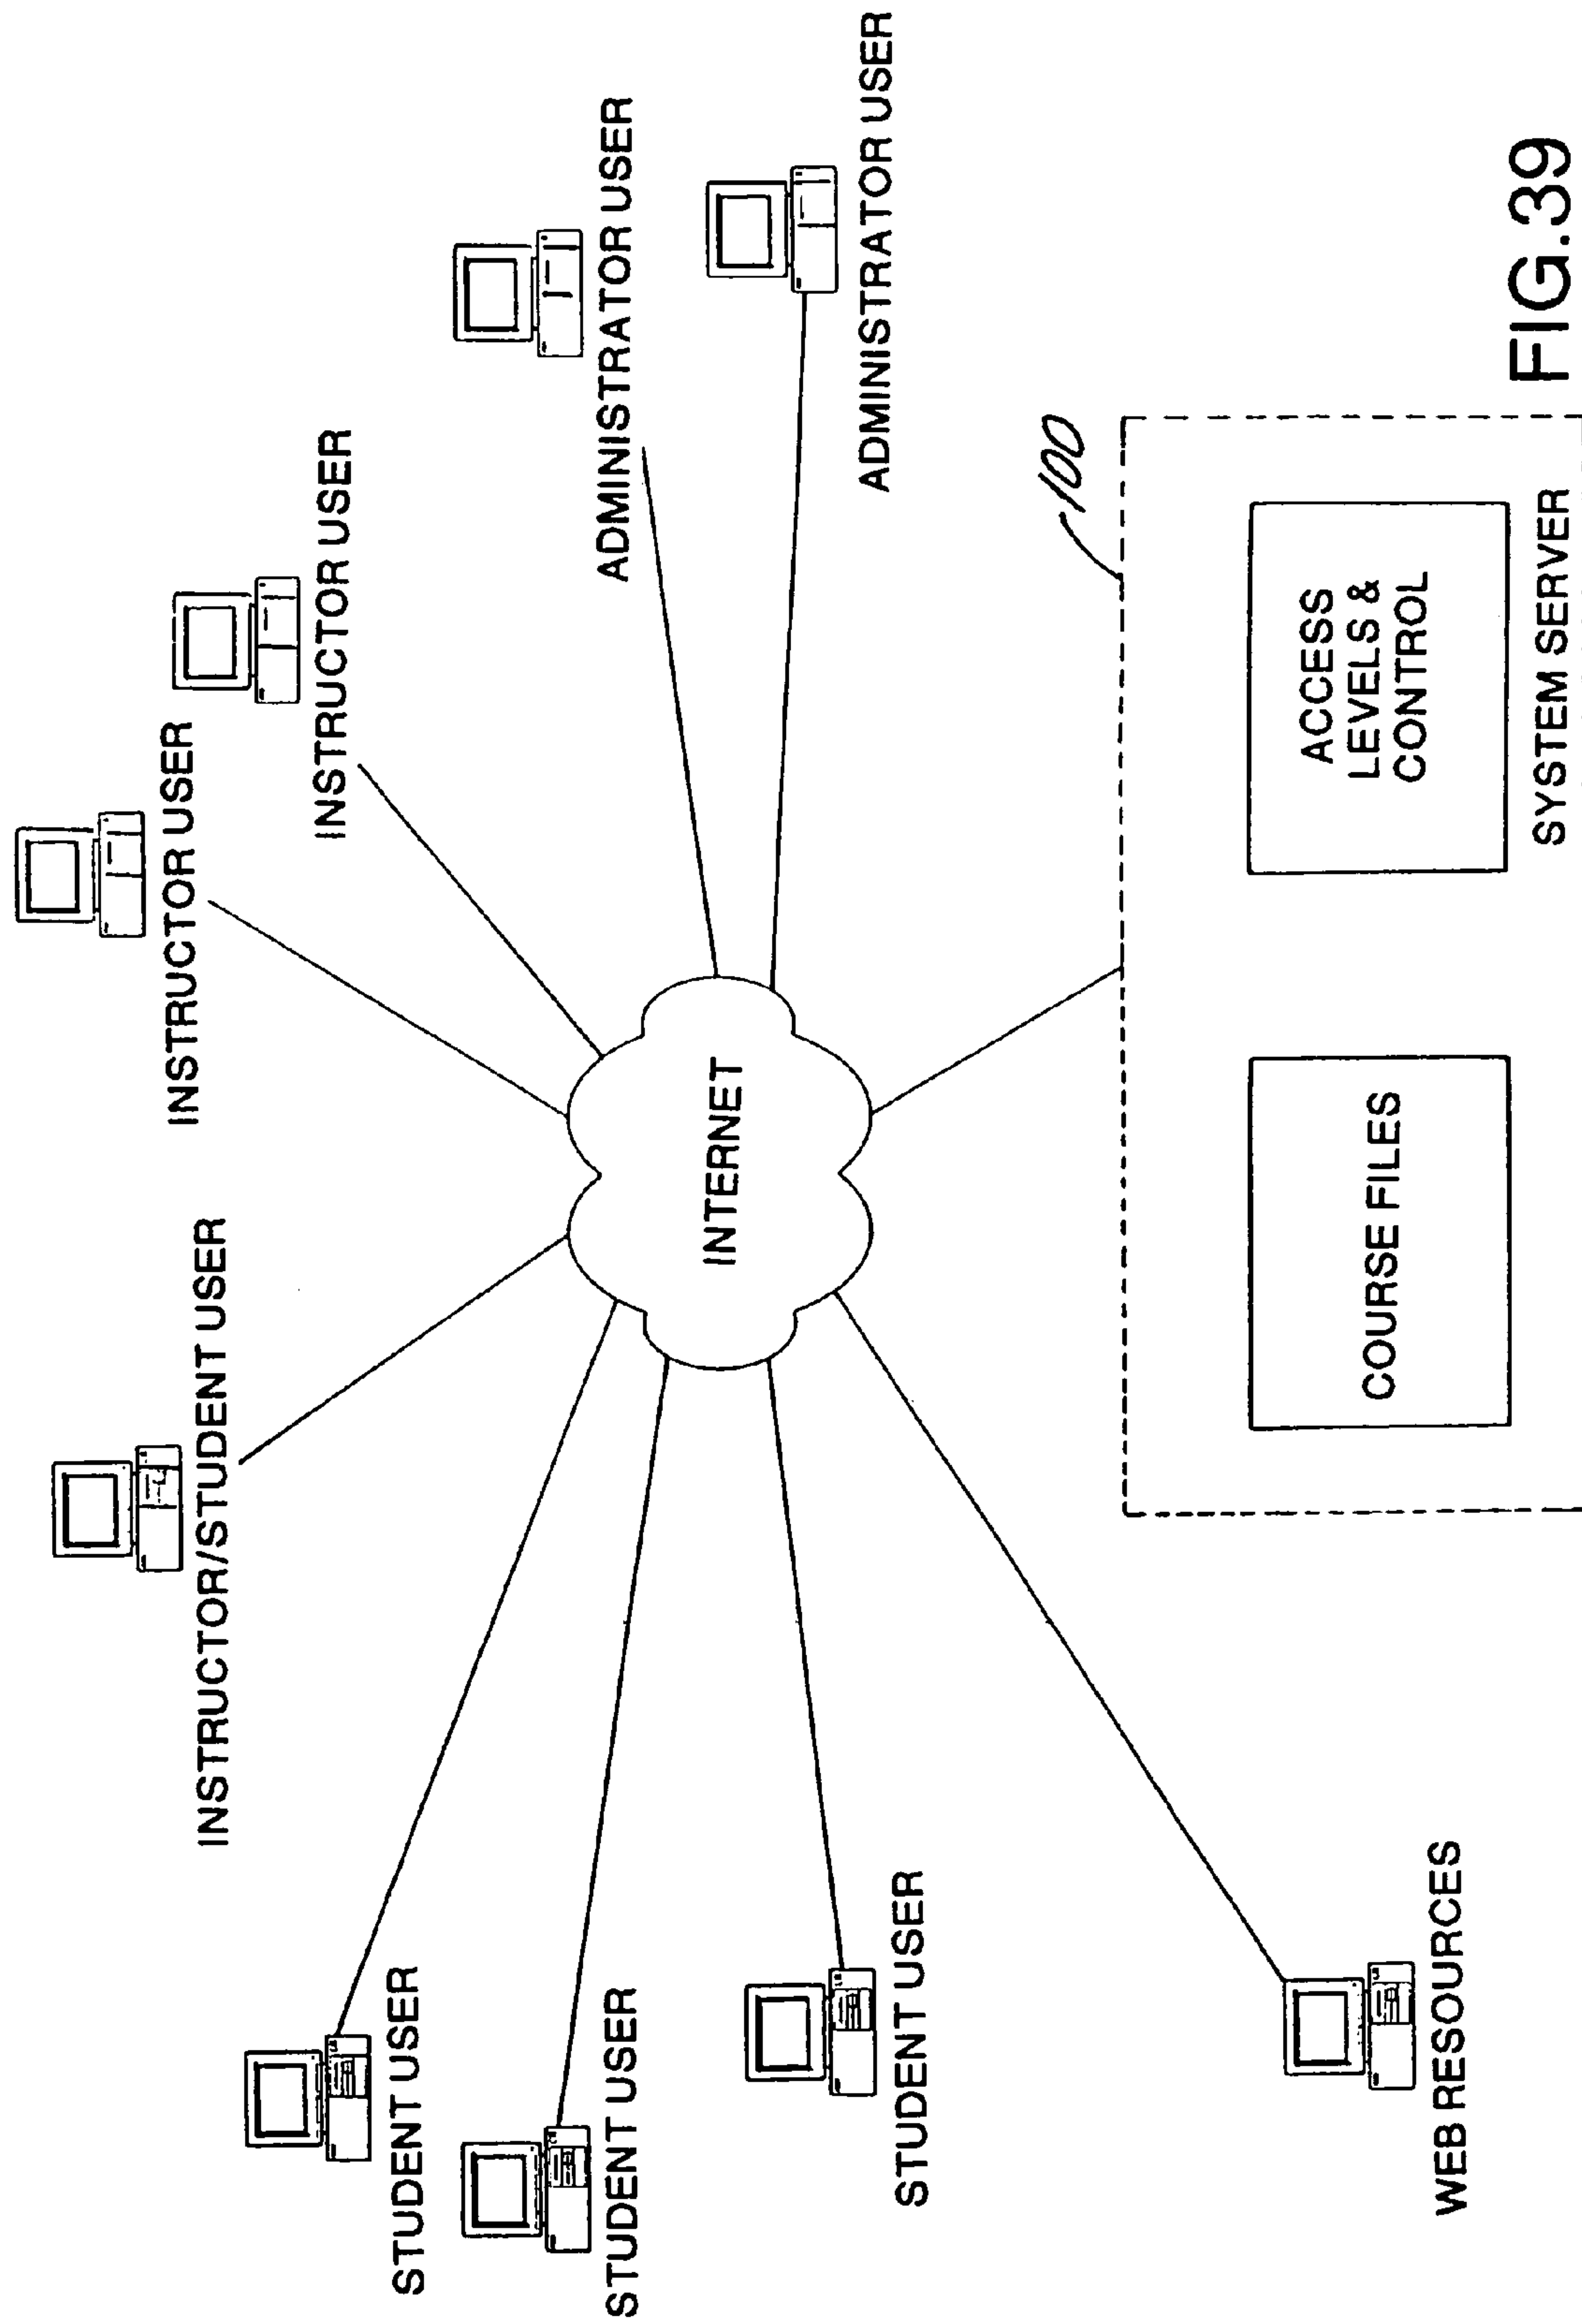 INSTRUCTOR USER
INSTRUCTOR/STUDENT USER
INSTRUCTOR USER
STUDENT USER
ADMINISTRATOR USER
STUDENT USER
INTERNET
ADMINISTRATOR USER
STUDENT USER
100
COURSE FILES
ACCESS
LEVELS &
CONTROL
WEB RESOURCES
SYSTEM SERVER
FIG.39